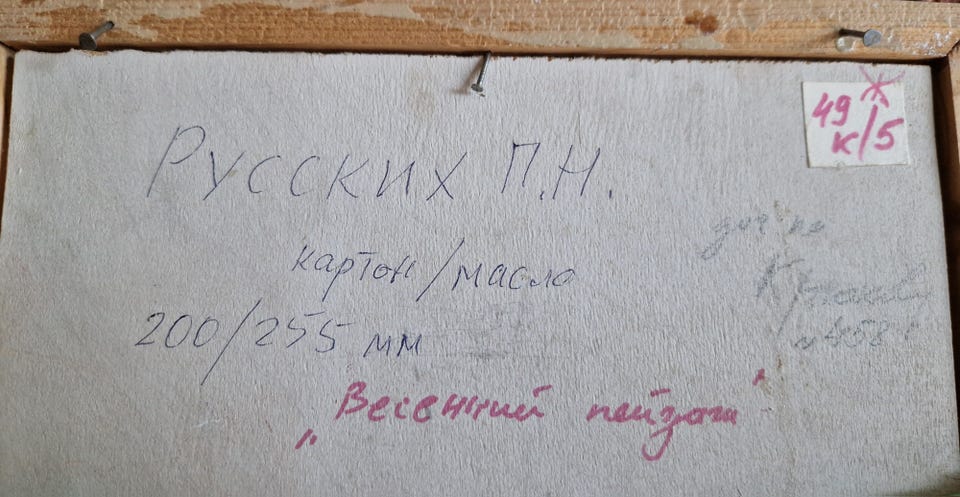 Ж
49
к/5
Русских П.Н.
картон/масло
200/255 мм
„Весенний пейзаж"